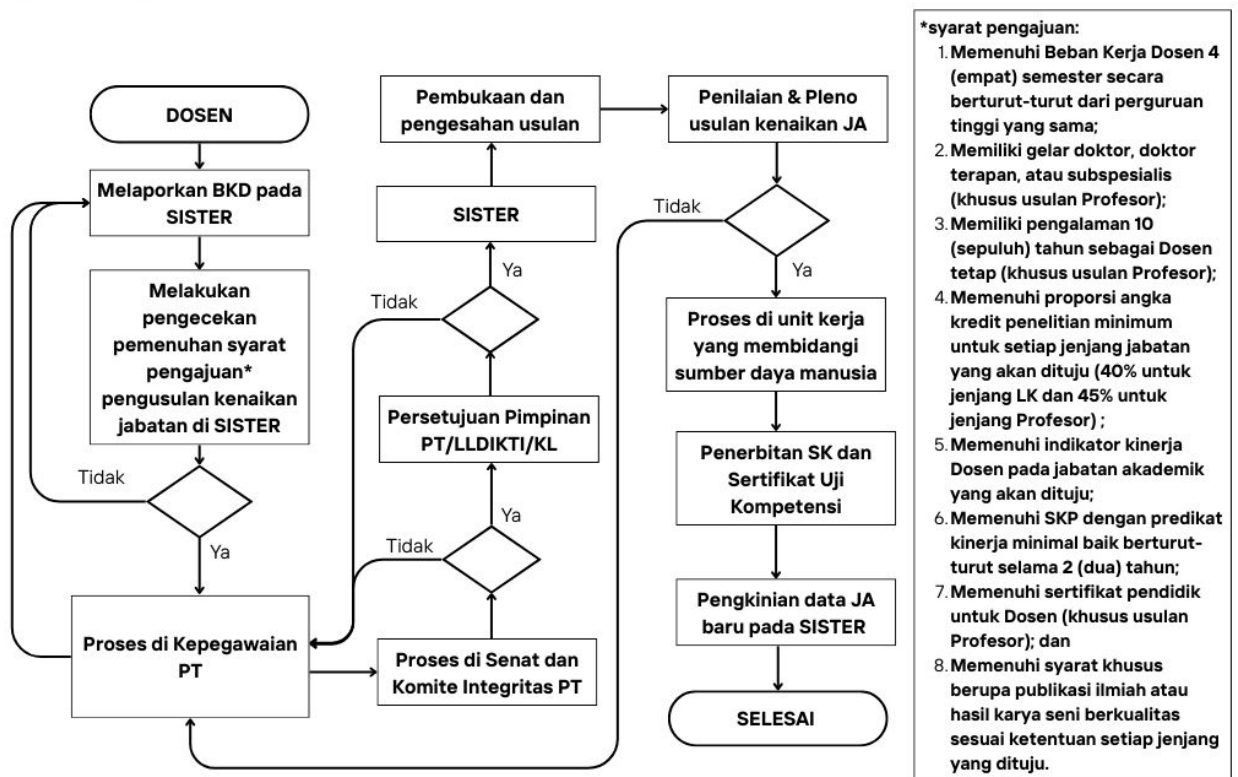 DOSEN
Melaporkan BKD pada
SISTER
Melakukan
pengecekan
pemenuhan syarat
pengajuan*
pengusulan kenaikan
jabatan di SISTER
Tidak
Ya
Proses di Kepegawaian
PT
Proses di Senat dan
Komite Integritas PT
Tidak
Ya
Persetujuan Pimpinan
PT/LLDIKTI/KL
Tidak
Ya
SISTER
Pembukaan dan
pengesahan usulan
Penilaian & Pleno
usulan kenaikan JA
Tidak
Ya
Proses di unit kerja
yang membidangi
sumber daya manusia
Penerbitan SK dan
Sertifikat Uji
Kompetensi
Pengkinian data JA
baru pada SISTER
SELESAI
*syarat pengajuan:
1. Memenuhi Beban Kerja Dosen 4
(empat) semester secara
berturut-turut dari perguruan
tinggi yang sama;
2. Memiliki gelar doktor, doktor
terapan, atau subspesialis
(khusus usulan Profesor);
3. Memiliki pengalaman 10
(sepuluh) tahun sebagai Dosen
tetap (khusus usulan Profesor);
4. Memenuhi proporsi angka
kredit penelitian minimum
untuk setiap jenjang jabatan
yang akan dituju (40% untuk
jenjang LK dan 45% untuk
jenjang Profesor) ;
5. Memenuhi indikator kinerja
Dosen pada jabatan akademik
yang akan dituju;
6. Memenuhi SKP dengan predikat
kinerja minimal baik berturut-
turut selama 2 (dua) tahun;
7. Memenuhi sertifikat pendidik
untuk Dosen (khusus usulan
Profesor); dan
8. Memenuhi syarat khusus
berupa publikasi ilmiah atau
hasil karya seni berkualitas
sesuai ketentuan setiap jenjang
yang dituju.